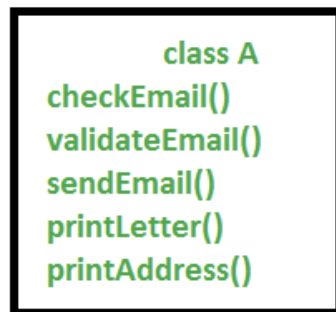 class A
checkEmail()
validateEmail()
sendEmail()
printLetter()
printAddress()